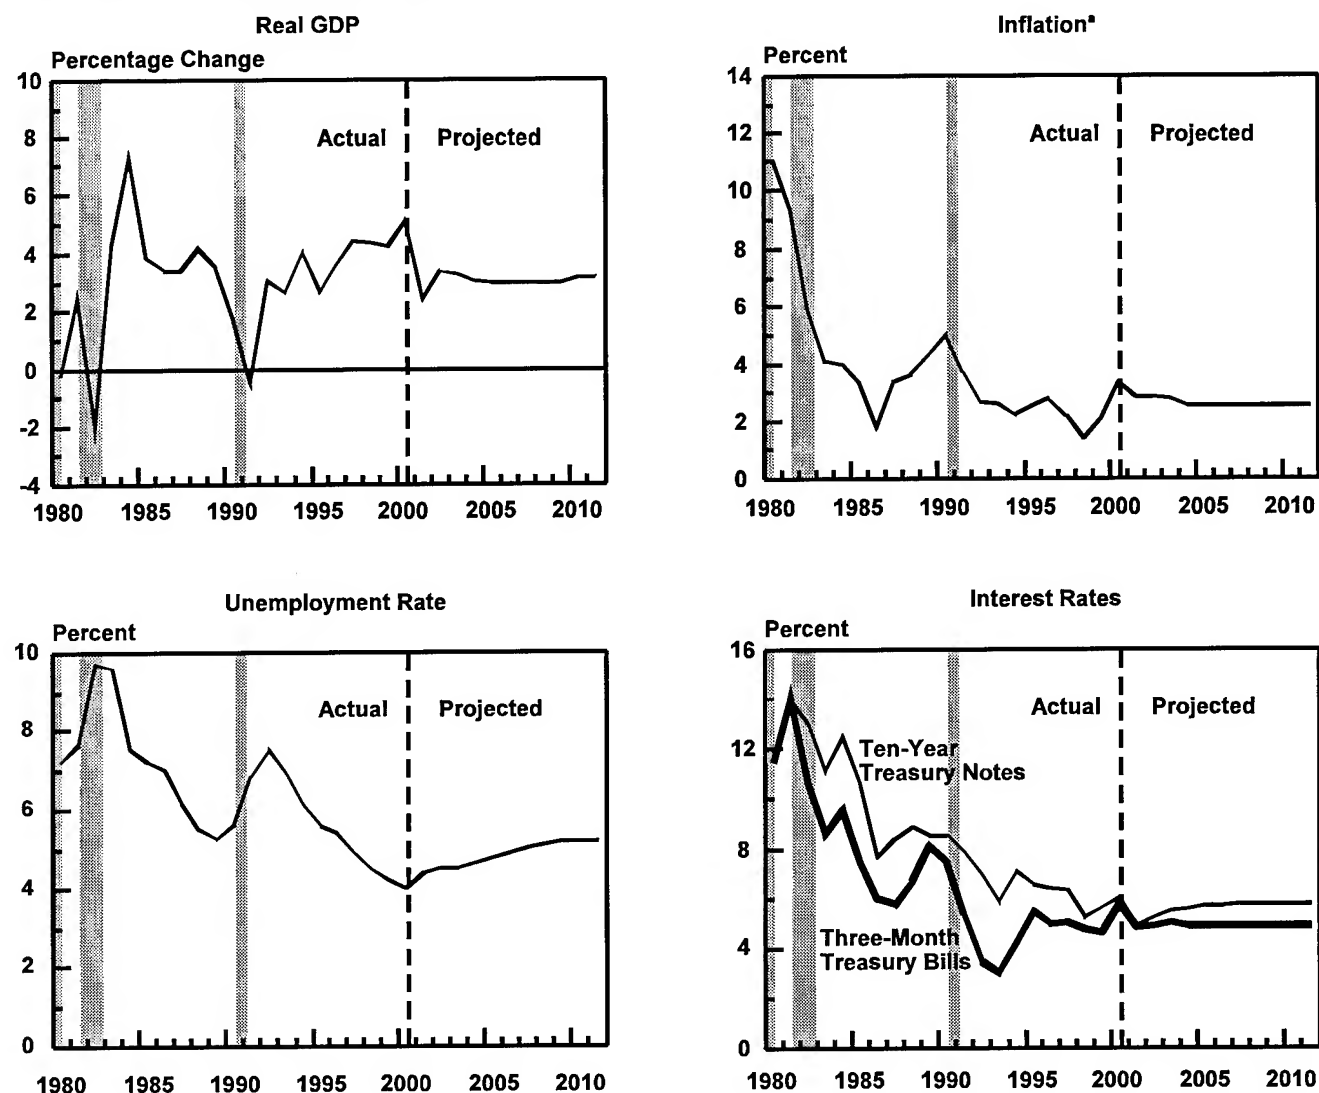 Real GDP
Percentage Change
10
8
6
4
2
0
-2
-4
Actual
Projected
1980 1985 1990 1995 2000 2005 2010
Inflationª
Percent
14
12
10
8
6
4
2
0
Actual
Projected
1980 1985 1990 1995 2000 2005 2010
Unemployment Rate
Percent
10
8
6
4
2
0
Actual
Projected
1980 1985 1990 1995 2000 2005 2010
Interest Rates
Percent
16
12
8
4
0
Actual
Projected
Ten-Year
Treasury Notes
Three-Month
Treasury Bills
1980 1985 1990 1995 2000 2005 2010